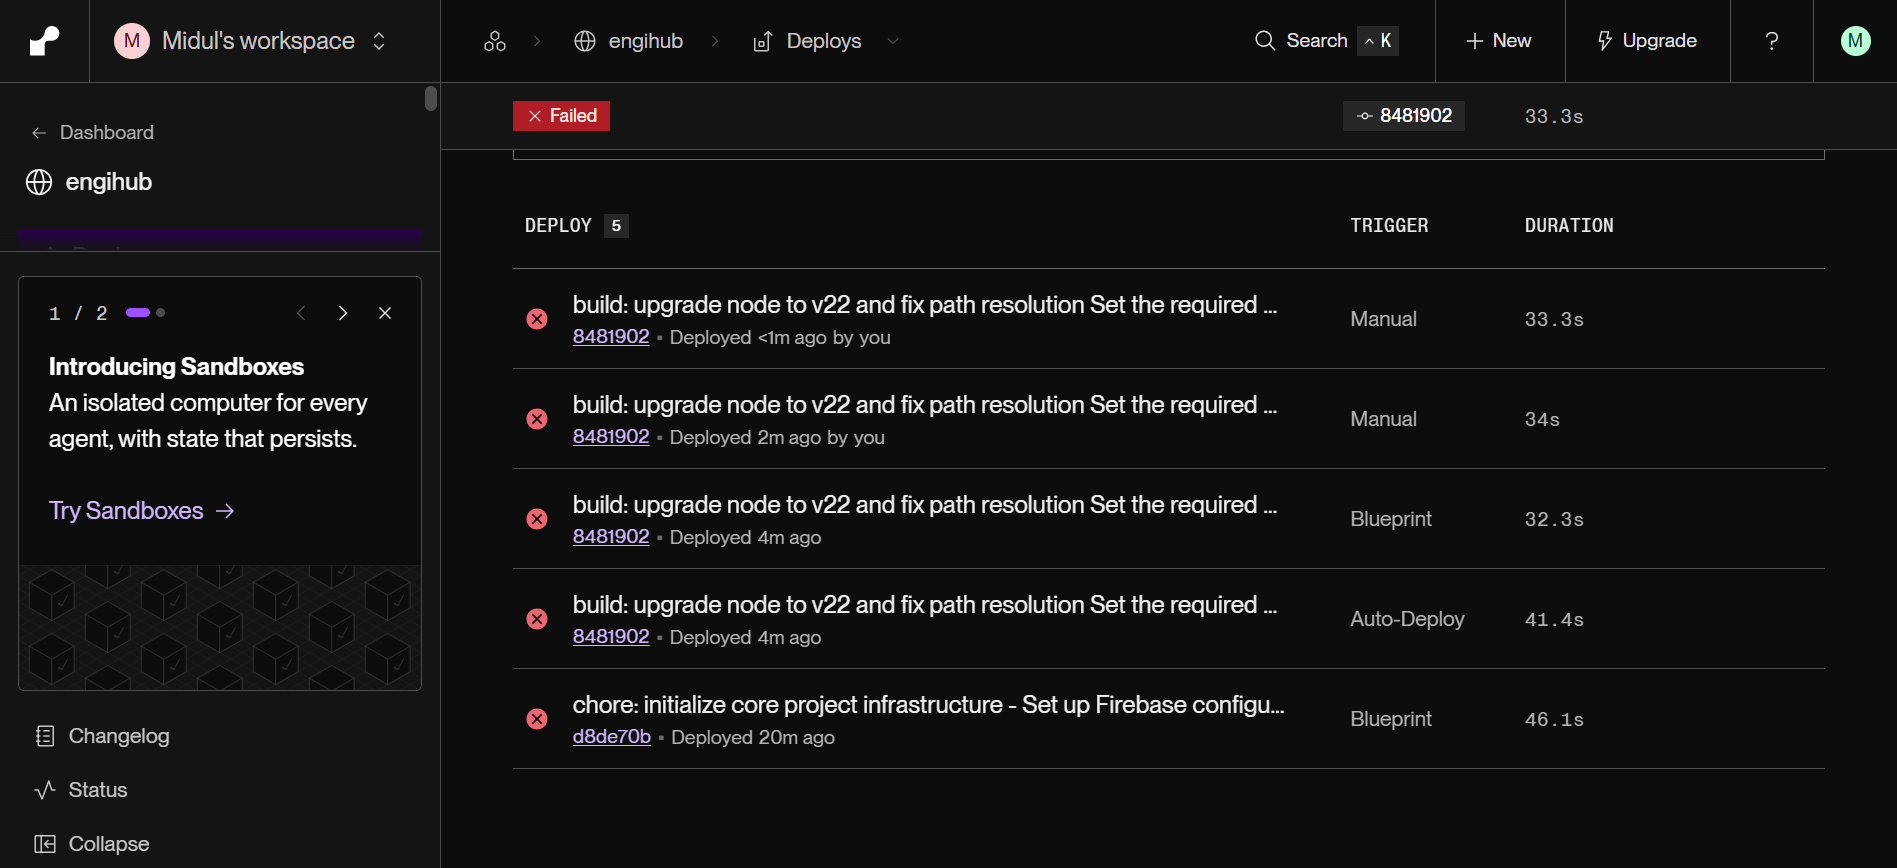 M Midul's workspace
engihub
Deploys
Search ^ K
+ New
Upgrade
?
M
Dashboard
engihub
1 / 2
Introducing Sandboxes
An isolated computer for every
agent, with state that persists.
Try Sandboxes →
Changelog
Status
Collapse
Failed
8481902
33.3s
DEPLOY 5
TRIGGER
DURATION
build: upgrade node to v22 and fix path resolution Set the required ...
8481902 ▪ Deployed <1m ago by you
Manual
33.3s
build: upgrade node to v22 and fix path resolution Set the required ...
8481902 ▪ Deployed 2m ago by you
Manual
34s
build: upgrade node to v22 and fix path resolution Set the required ...
8481902 ▪ Deployed 4m ago
Blueprint
32.3s
build: upgrade node to v22 and fix path resolution Set the required ...
8481902 ▪ Deployed 4m ago
Auto-Deploy
41.4s
chore: initialize core project infrastructure - Set up Firebase configu...
d8de70b ▪ Deployed 20m ago
Blueprint
46.1s